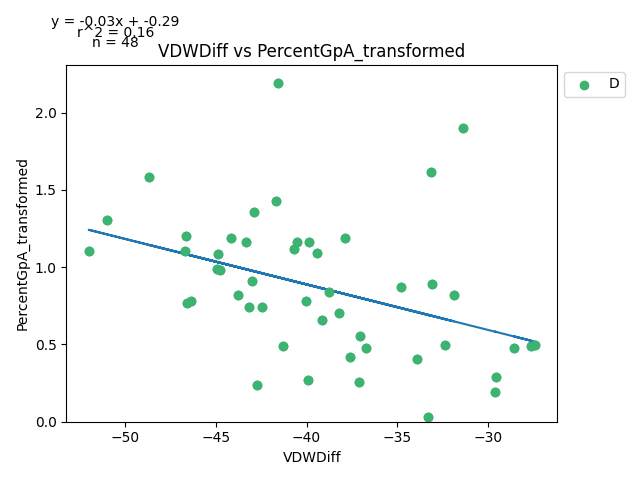 y = -0.03x + -0.29
r^2 = 0.16
n = 48
VDWDiff vs PercentGpA_transformed
D
PercentGpA_transformed
2.0
1.5
1.0
0.5
0.0
−50
−45
−40
−35
−30
VDWDiff